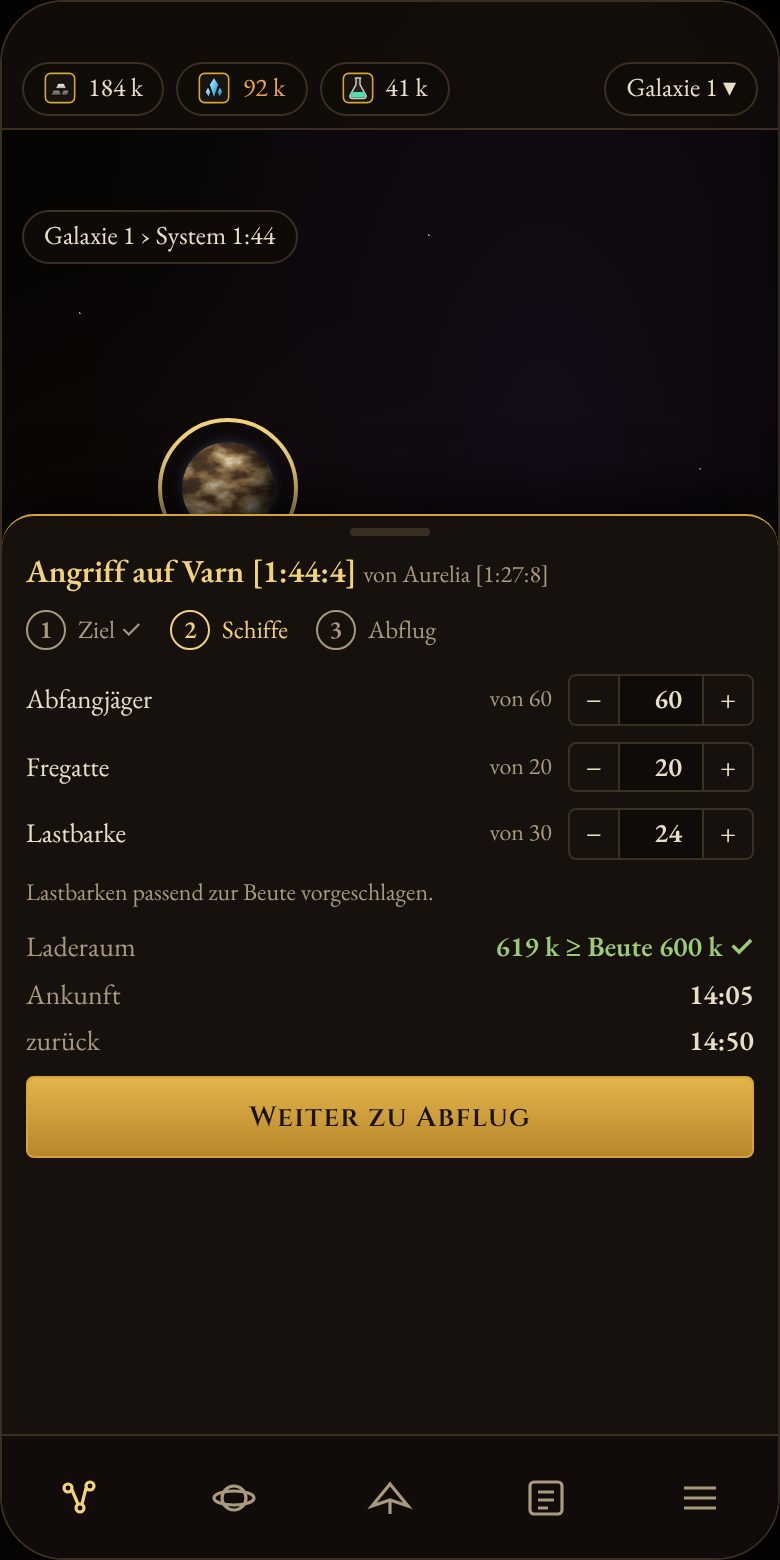 184 k 92 k 41 k Galaxie 1 ▼
Galaxie 1 › System 1:44
Angriff auf Varn [1:44:4] von Aurelia [1:27:8]
1 Ziel ✓ 2 Schiffe 3 Abflug
Abfangjäger von 60 − 60 +
Fregatte von 20 − 20 +
Lastbarke von 30 − 24 +
Lastbarken passend zur Beute vorgeschlagen.
Laderaum 619 k ≥ Beute 600 k ✓
Ankunft 14:05
zurück 14:50
WEITER ZU ABFLUG